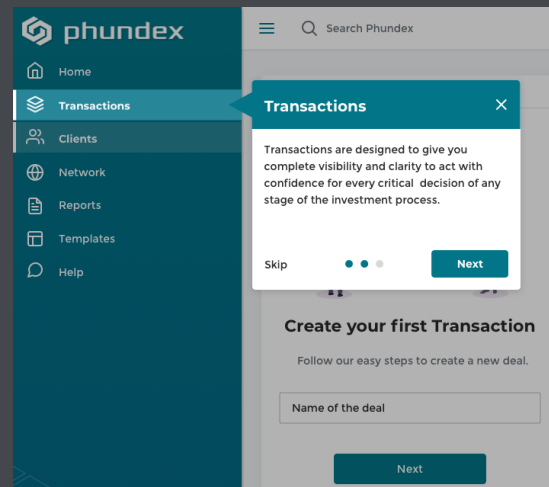 phundex
Search Phundex
Home
Transactions
Clients
Network
Reports
Templates
Help
Transactions
Transactions are designed to give you
complete visibility and clarity to act with
confidence for every critical decision of any
stage of the investment process.
Skip
Next
Create your first Transaction
Follow our easy steps to create a new deal.
Name of the deal
Next